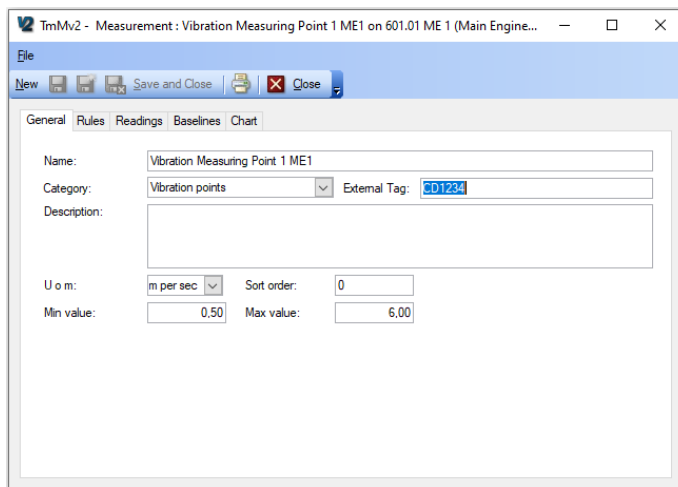 V2 TmMv2 - Measurement : Vibration Measuring Point 1 ME1 on 601.01 ME 1 (Main Engine...
File
New Save and Close Close
General Rules Readings Baselines Chart
Name: Vibration Measuring Point 1 ME1
Category: Vibration points External Tag: CD1234
Description:
U o m: m per sec Sort order: 0
Min value: 0,50 Max value: 6,00